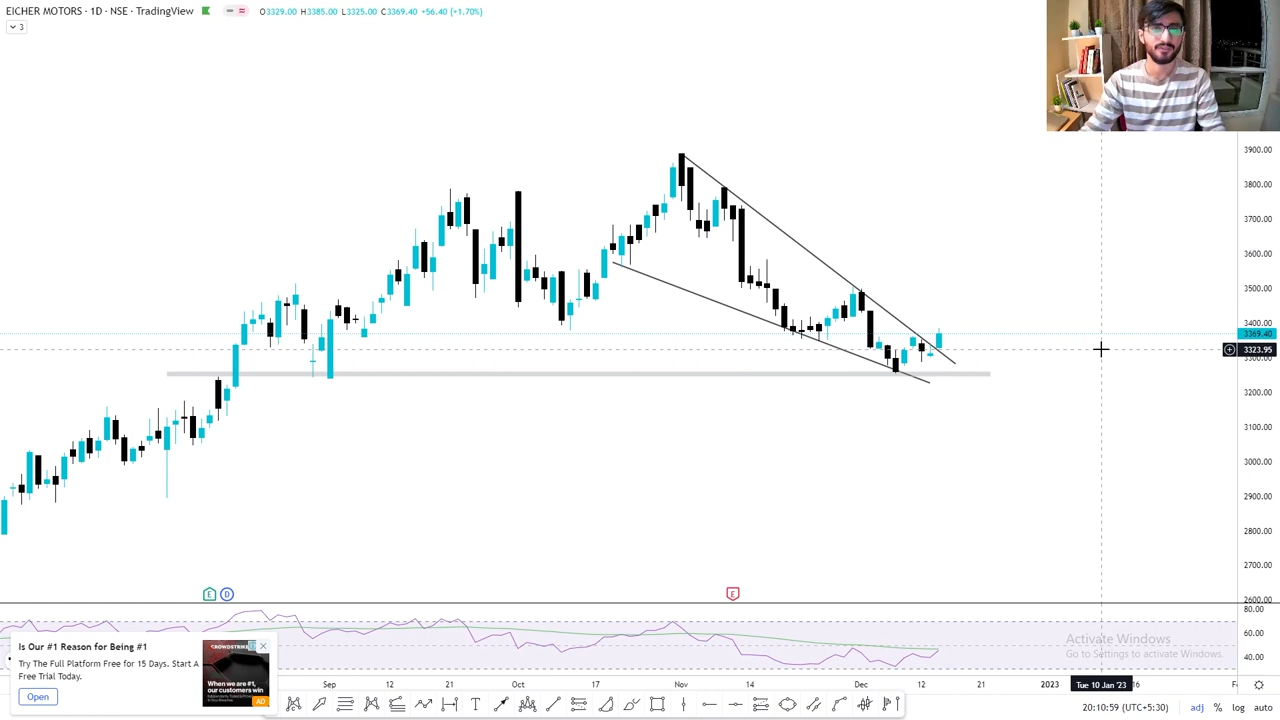 EICHER MOTORS · 1D · NSE · TradingView
O3329.00 H3385.00 L3325.00 C3369.40 +56.40 (+1.70%)
3
3900.00
3800.00
3700.00
3600.00
3500.00
3400.00
3369.40
3323.95
3300.00
3200.00
3100.00
3000.00
2900.00
2800.00
2700.00
2600.00
E D E
80.00
60.00
40.00
Activate Windows
Go to Settings to activate Windows.
Is Our #1 Reason for Being #1
Try The Full Platform Free for 15 Days. Start A
Free Trial Today.
Open
CROWDSTRIKE
When we are #1,
our customers win
AD
Sep 12 21 Oct 17 Nov 14 Dec 21 2023 Tue 10 Jan '23 16
20:10:59 (UTC+5:30) adj % log auto